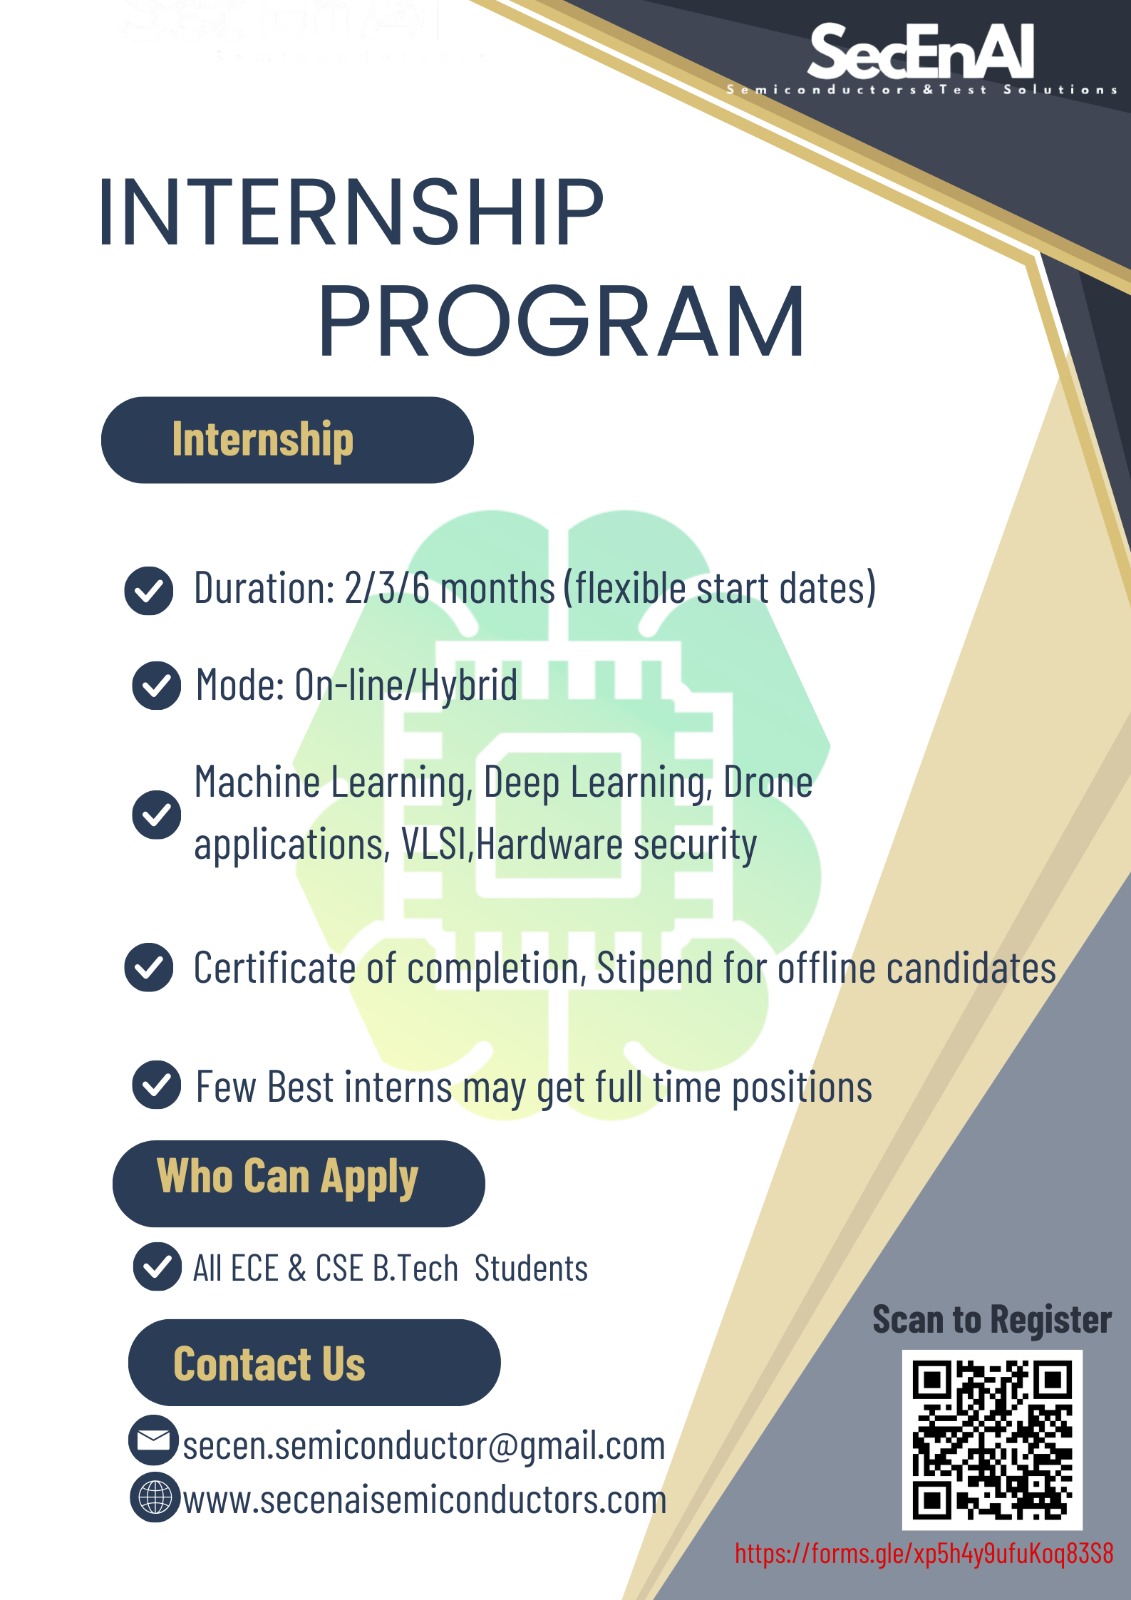 SecEnAI
Semiconductors&Test Solutions
INTERNSHIP
PROGRAM
Internship
Duration: 2/3/6 months (flexible start dates)
Mode: On-line/Hybrid
Machine Learning, Deep Learning, Drone
applications, VLSI,Hardware security
Certificate of completion, Stipend for offline candidates
Few Best interns may get full time positions
Who Can Apply
All ECE & CSE B.Tech  Students
Contact Us
secen.semiconductor@gmail.com
www.secenaisemiconductors.com
Scan to Register
https://forms.gle/xp5h4y9ufuKoq83S8